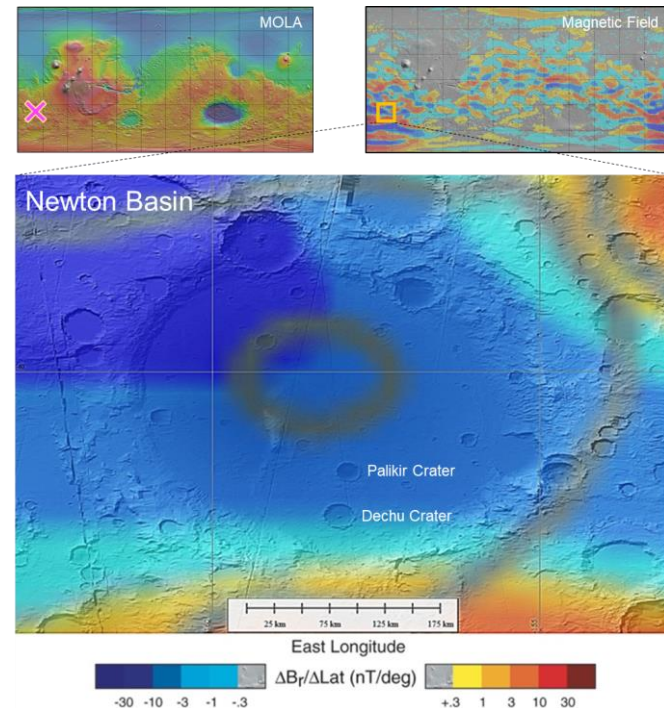 MOLA
Magnetic Field
Newton Basin
Palikir Crater
Dechu Crater
25 km 75 km 125 km 175 km
East Longitude
ΔBr/ΔLat (nT/deg)
-30 -10 -3 -1 -.3
+.3 1 3 10 30